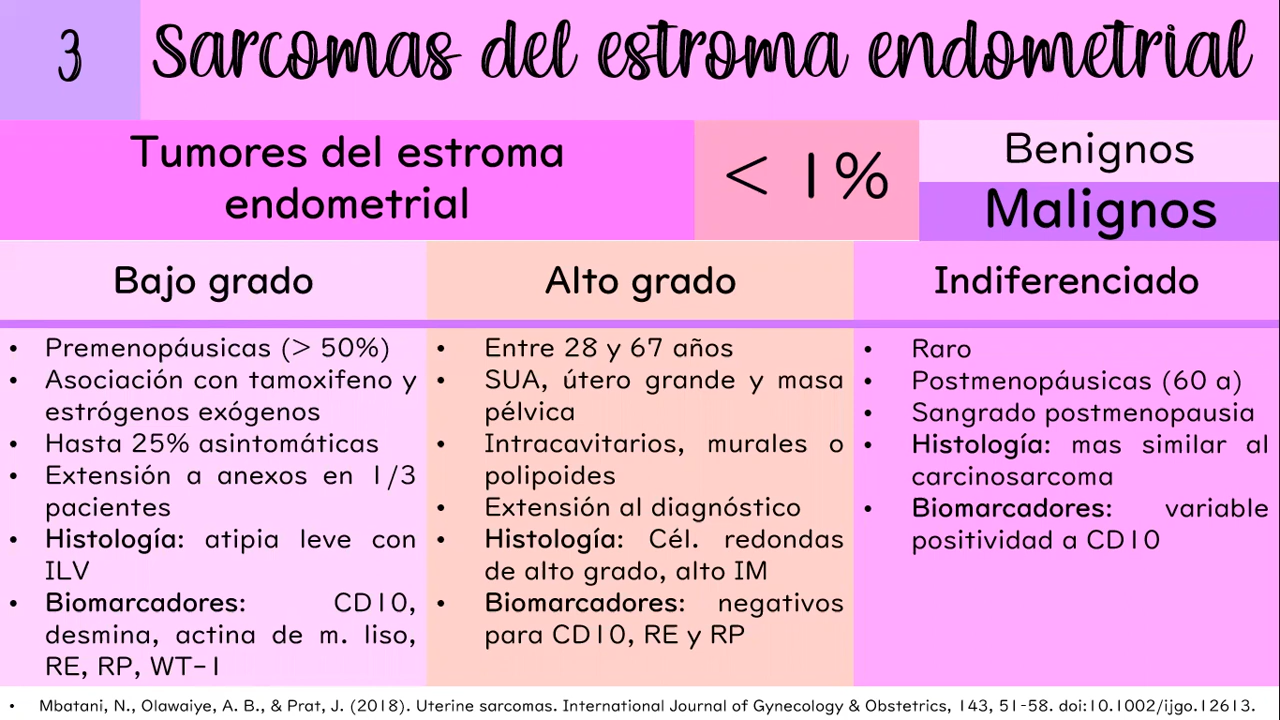 3
Sarcomas del estroma endometrial
Tumores del estroma
endometrial
< 1%
Benignos
Malignos
Bajo grado
• Premenopáusicas (> 50%)
• Asociación con tamoxifeno y
estrógenos exógenos
• Hasta 25% asintomáticas
• Extensión a anexos en 1/3
pacientes
• Histología: atipia leve con
ILV
• Biomarcadores: CD10,
desmina, actina de m. liso,
RE, RP, WT-1
Alto grado
• Entre 28 y 67 años
• SUA, útero grande y masa
pélvica
• Intracavitarios, murales o
polipoides
• Extensión al diagnóstico
• Histología: Cél. redondas
de alto grado, alto IM
• Biomarcadores: negativos
para CD10, RE y RP
Indiferenciado
• Raro
• Postmenopáusicas (60 a)
• Sangrado postmenopausia
• Histología: mas similar al
carcinosarcoma
• Biomarcadores: variable
positividad a CD10
• Mbatani, N., Olawaiye, A. B., & Prat, J. (2018). Uterine sarcomas. International Journal of Gynecology & Obstetrics, 143, 51-58. doi:10.1002/ijgo.12613.